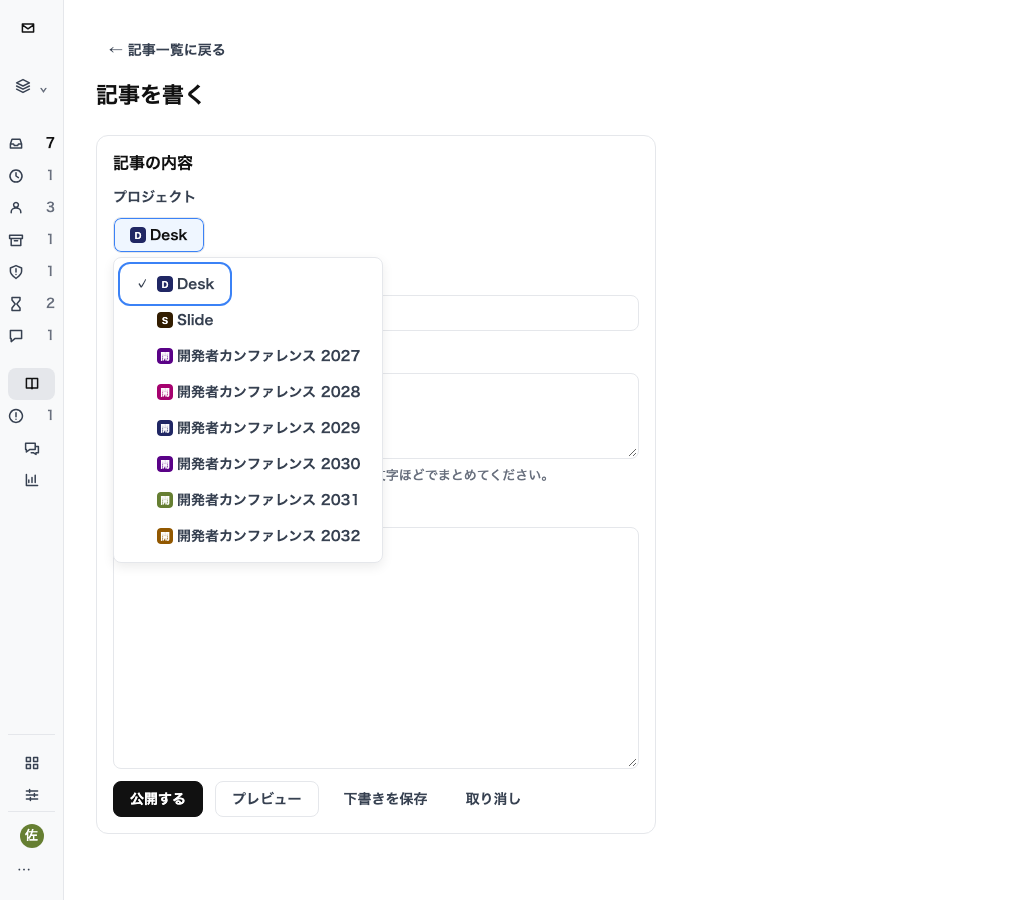 ← 記事一覧に戻る
記事を書く
7
1
3
1
1
2
1
1
佐
…
記事の内容
プロジェクト
D Desk
✓ D Desk
S Slide
開 開発者カンファレンス 2027
開 開発者カンファレンス 2028
開 開発者カンファレンス 2029
開 開発者カンファレンス 2030
開 開発者カンファレンス 2031
開 開発者カンファレンス 2032
字ほどでまとめてください。
公開する プレビュー 下書きを保存 取り消し